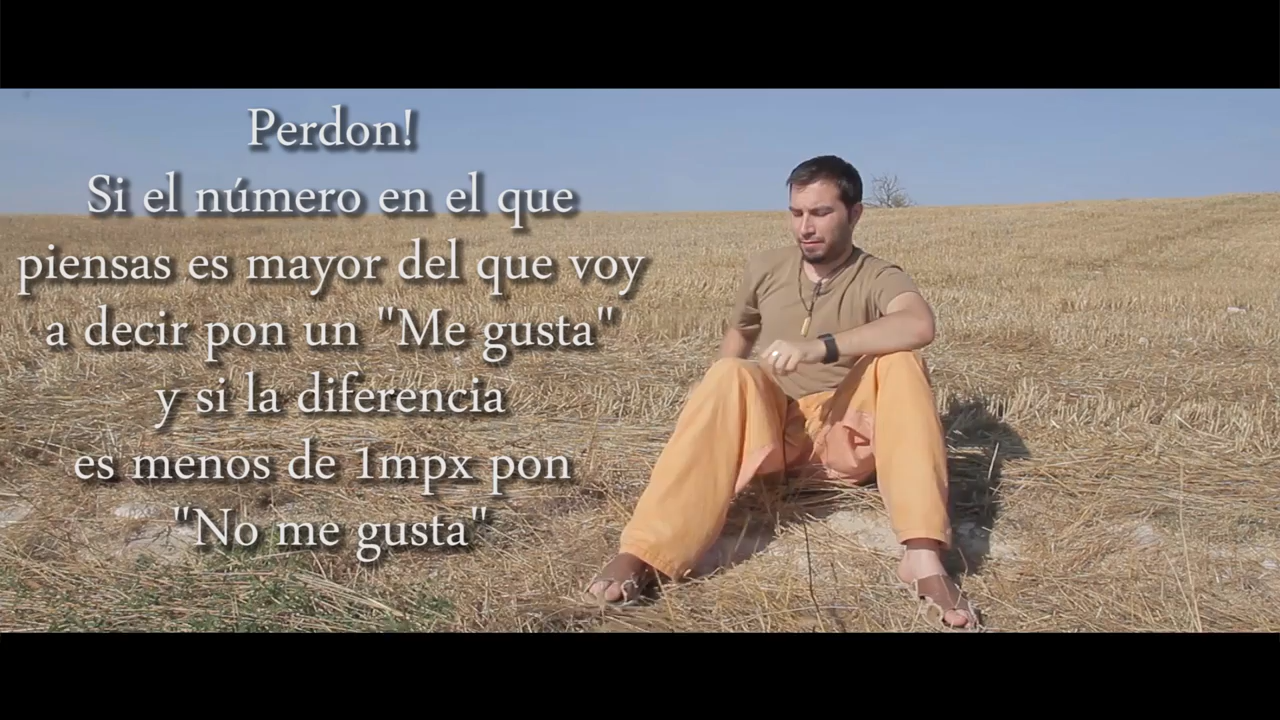 Perdon!
Si el número en el que
piensas es mayor del que voy
a decir pon un "Me gusta"
y si la diferencia
es menos de 1mpx pon
"No me gusta"